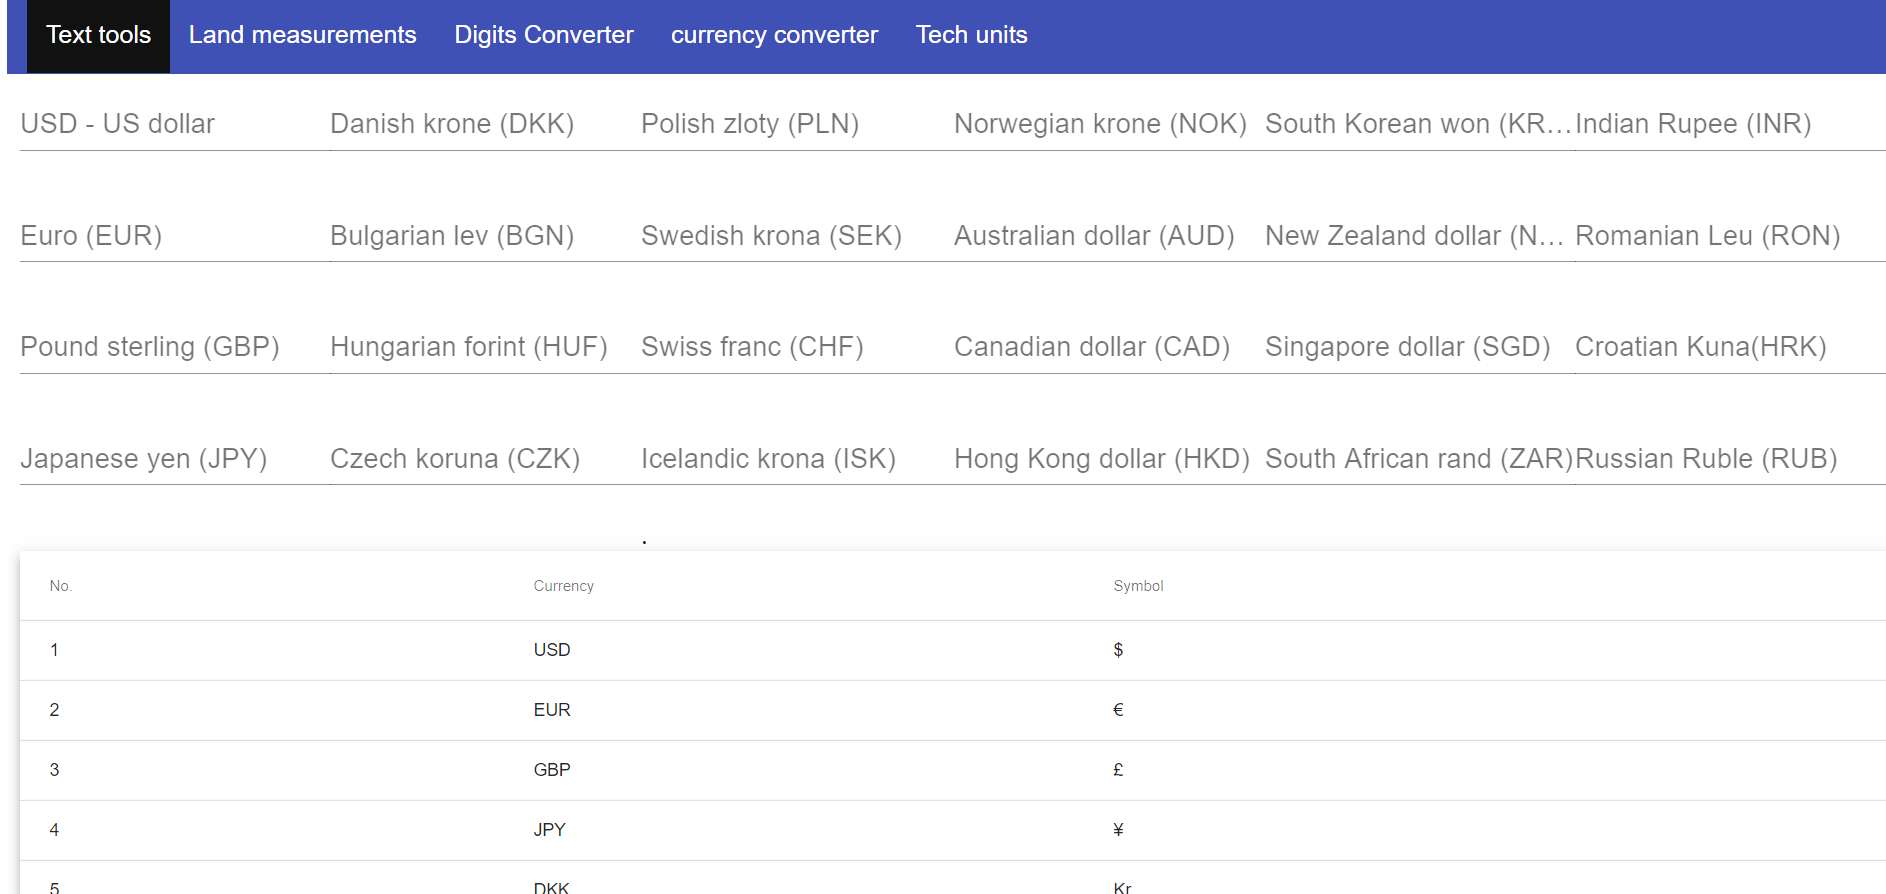 Text tools Land measurements Digits Converter currency converter Tech units
USD - US dollar Danish krone (DKK) Polish zloty (PLN) Norwegian krone (NOK) South Korean won (KR... Indian Rupee (INR)
Euro (EUR) Bulgarian lev (BGN) Swedish krona (SEK) Australian dollar (AUD) New Zealand dollar (N... Romanian Leu (RON)
Pound sterling (GBP) Hungarian forint (HUF) Swiss franc (CHF) Canadian dollar (CAD) Singapore dollar (SGD) Croatian Kuna(HRK)
Japanese yen (JPY) Czech koruna (CZK) Icelandic krona (ISK) Hong Kong dollar (HKD) South African rand (ZAR) Russian Ruble (RUB)
.
No. Currency Symbol
1 USD $
2 EUR €
3 GBP £
4 JPY ¥
5 DKK Kr